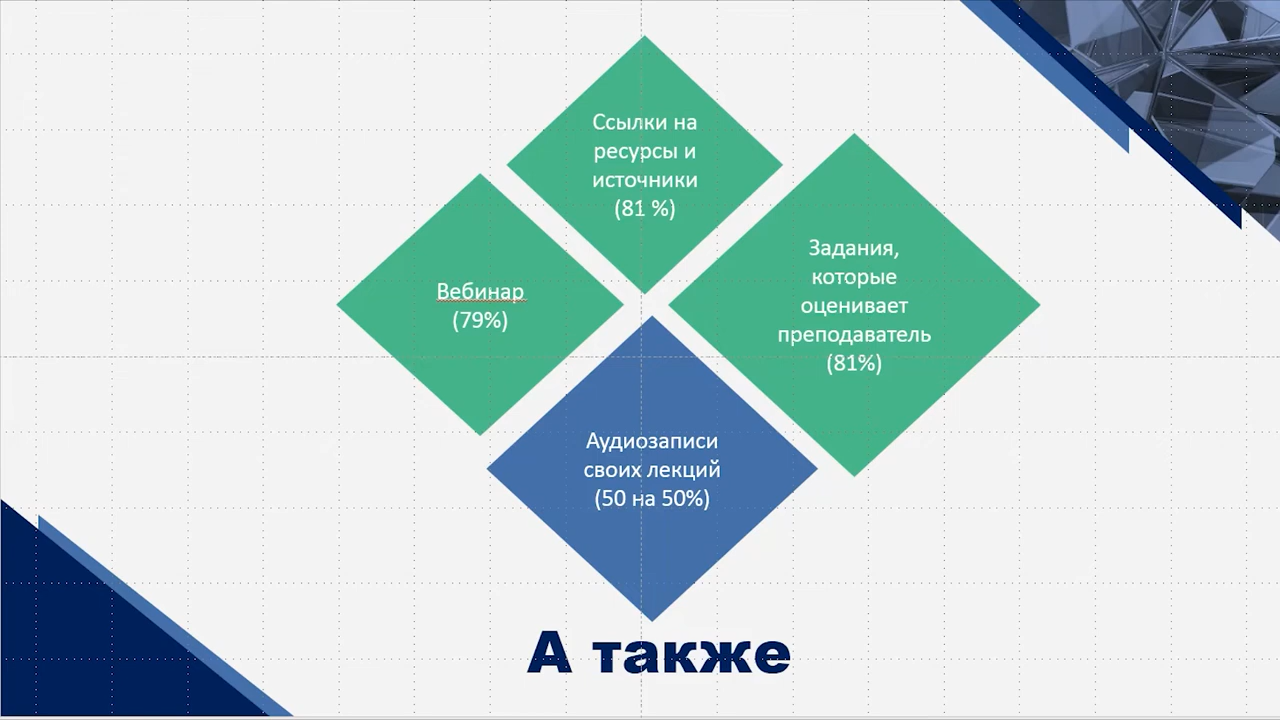 Ссылки на
ресурсы и
источники
(81 %)
Вебинар
(79%)
Задания,
которые
оценивает
преподаватель
(81%)
Аудиозаписи
своих лекций
(50 на 50%)
А также